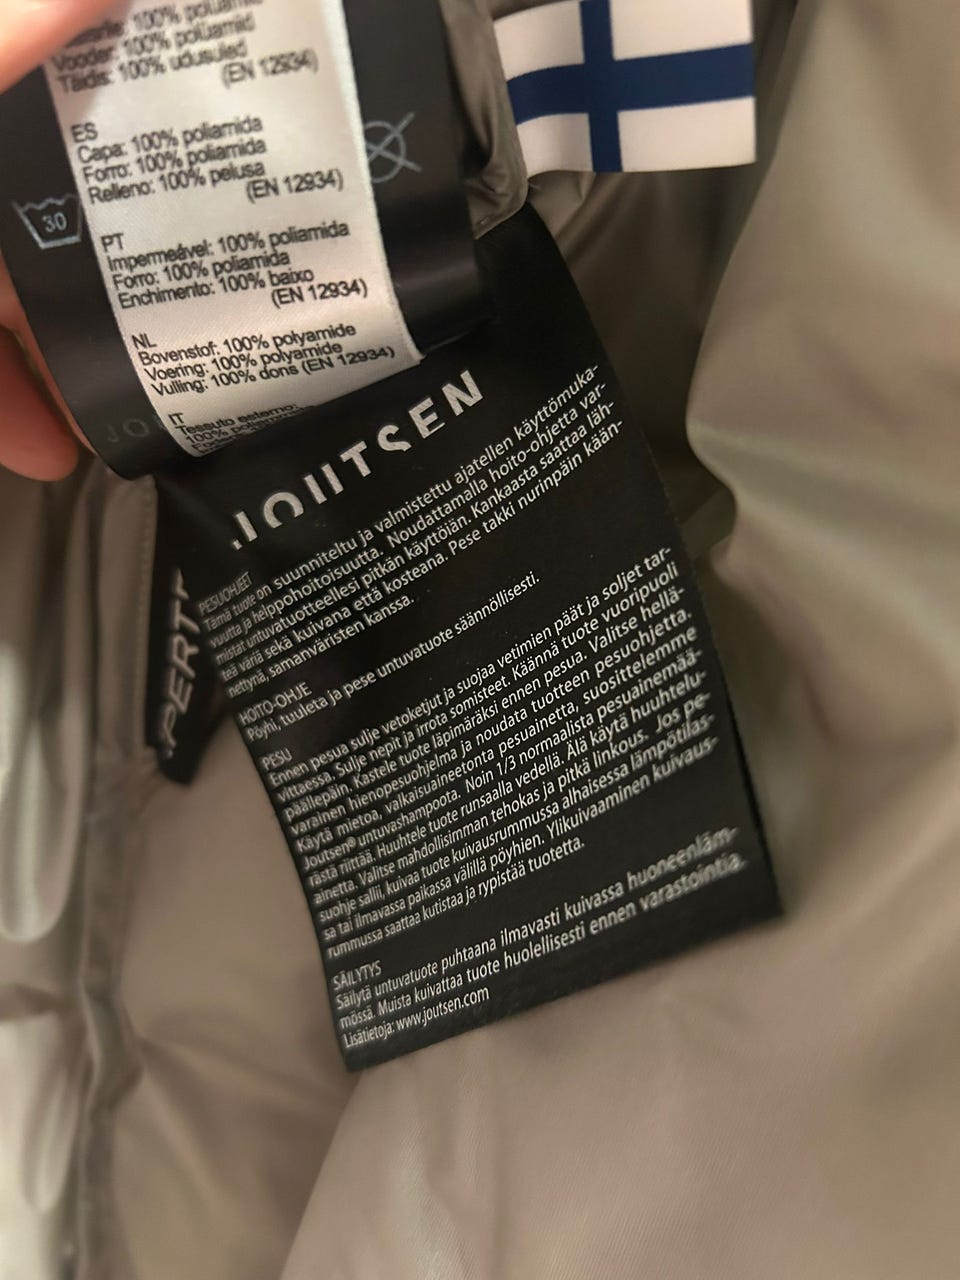 100% poliamid
Vooder: 100% poliamiid
Täidis: 100% udusuled
(EN 12934)
ES
Capa: 100% poliamida
Forro: 100% poliamida
Relleno: 100% pelusa
(EN 12934)
30
PT
Impermeável: 100% poliamida
Forro: 100% poliamida
Enchimento: 100% baixo
(EN 12934)
NL
Bovenstof: 100% polyamide
Voering: 100% polyamide
Vulling: 100% dons (EN 12934)
IT
Tessuto esterno:
100%
JO
JOUTSEN
PESUOHJEET
Tämä tuote on suunniteltu ja valmistettu ajatellen käyttömuka-
vuutta ja helppohoitoisuutta. Noudattamalla hoito-ohjetta var-
mistat untuvatuotteellesi pitkän käyttöiän. Kankaasta saattaa läh-
teä väriä sekä kuivana että kosteana. Pese takki nurinpäin kään-
nettynä, samanväristen kanssa.
HOITO-OHJE
Pöyhi, tuuleta ja pese untuvatuote säännöllisesti.
PESU
Ennen pesua sulje vetoketjut ja suojaa vetimien päät ja soljet tar-
vittaessa. Sulje nepit ja irrota somisteet. Käännä tuote vuoripuoli
päällepäin. Kastele tuote läpimäräksi ennen pesua. Valitse hellä-
varainen hienopesuohjelma ja noudata tuotteen pesuohjetta.
Käytä mietoa, valkaisuaineetonta pesuainetta, suosittelemme
Joutsen® untuvashampoota. Noin 1/3 normaalista pesuainemää-
rästä riittää. Huuhtele tuote runsaalla vedellä. Älä käytä huuhtelu-
ainetta. Valitse mahdollisimman tehokas ja pitkä linkous. Jos pe-
suohje sallii, kuivaa tuote kuivausrummussa alhaisessa lämpötilas-
sa tai ilmavassa paikassa välillä pöyhien. Ylikuivaaminen kuivaus-
rummussa saattaa kutistaa ja rypistää tuotetta.
SÄILYTYS
Säilytä untuvatuote puhtaana ilmavasti kuivassa huoneenläm-
mössä. Muista kuivattaa tuote huolellisesti ennen varastointia.
Lisätietoja: www.joutsen.com